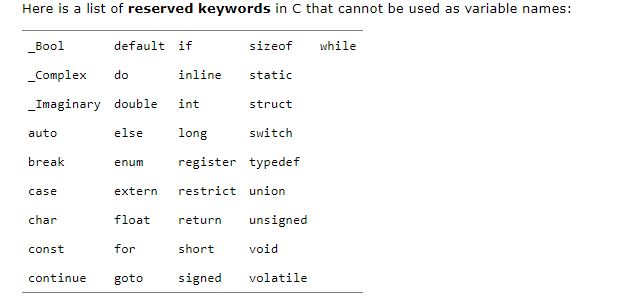 Here is a list of reserved keywords in C that cannot be used as variable names:
_Bool default if sizeof while
_Complex do inline static
_Imaginary double int struct
auto else long switch
break enum register typedef
case extern restrict union
char float return unsigned
const for short void
continue goto signed volatile